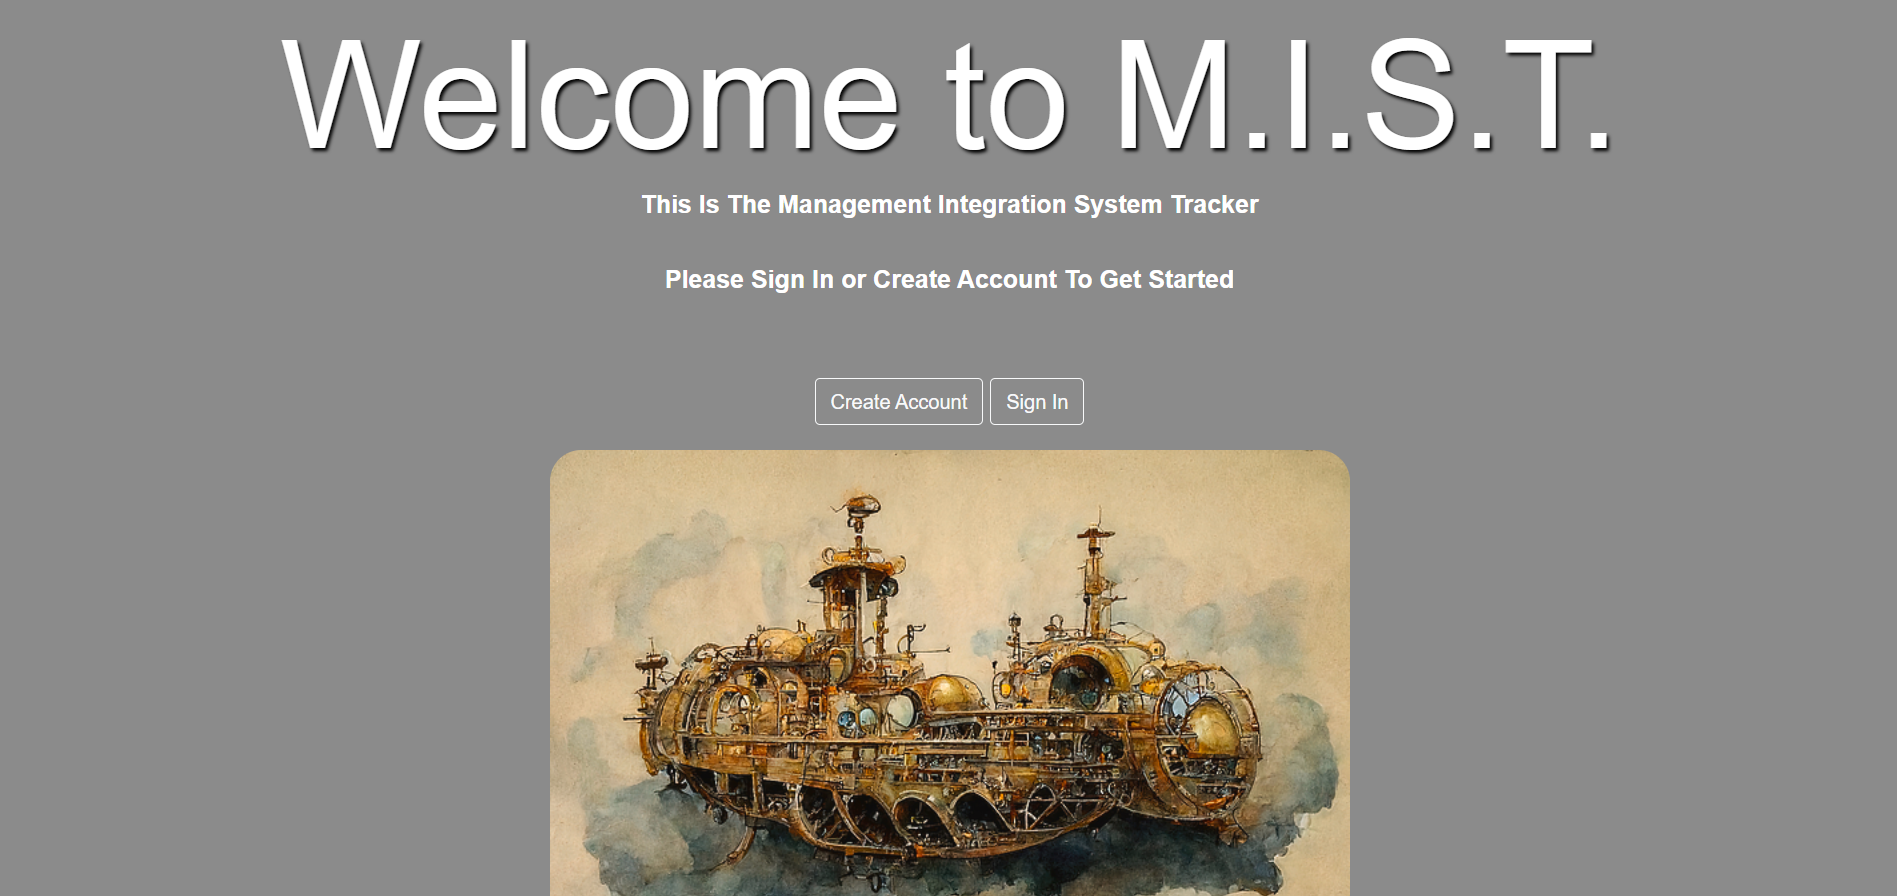 Welcome to M.I.S.T.
This Is The Management Integration System Tracker
Please Sign In or Create Account To Get Started
Create Account Sign In